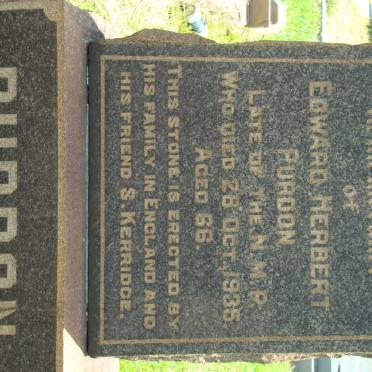 OF
EDWARD HERBERT
PURDON
LATE OF THE N.M.P.
WHO DIED 28 OCT. 1935.
AGED 66
THIS STONE IS ERECTED BY
HIS FAMILY IN ENGLAND AND
HIS FRIEND S. KERRIDGE.
PURDON